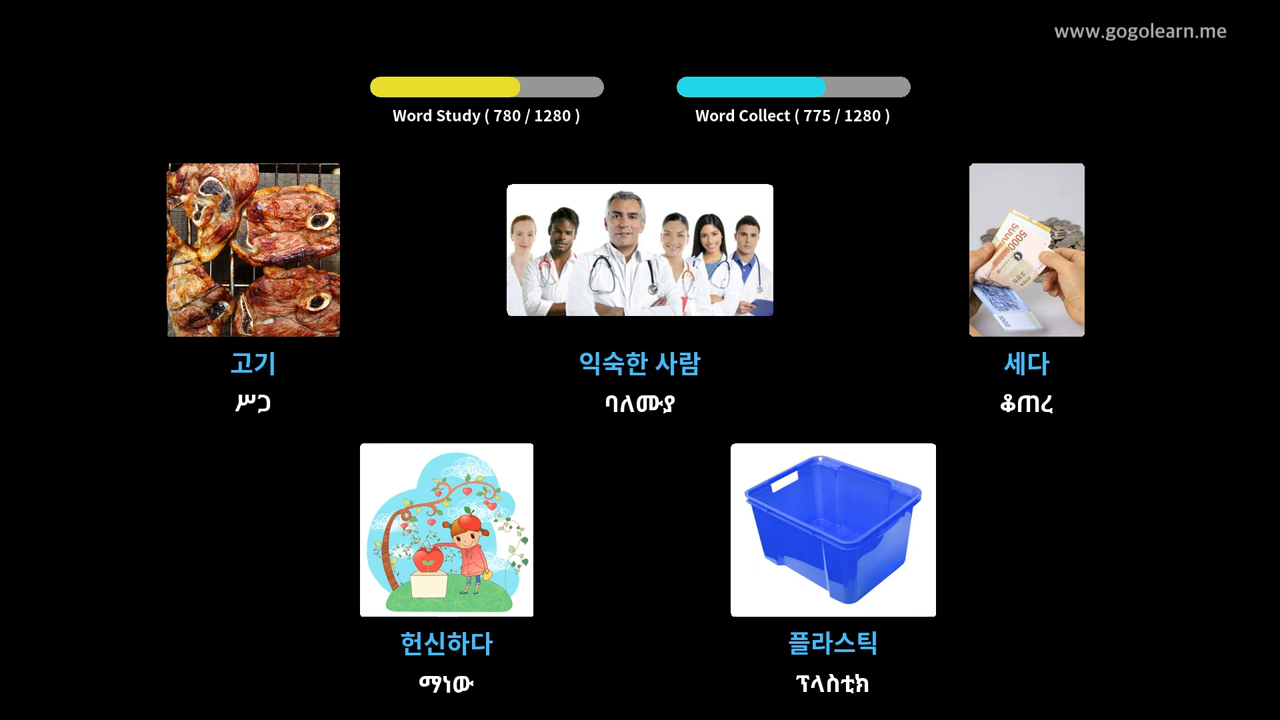 www.gogolearn.me
Word Study ( 780 / 1280 )
Word Collect ( 775 / 1280 )
고기
익숙한 사람
세다
ሥጋ
ባለሙያ
ቆጠረ
헌신하다
플라스틱
ማነው
ፕላስቲክ